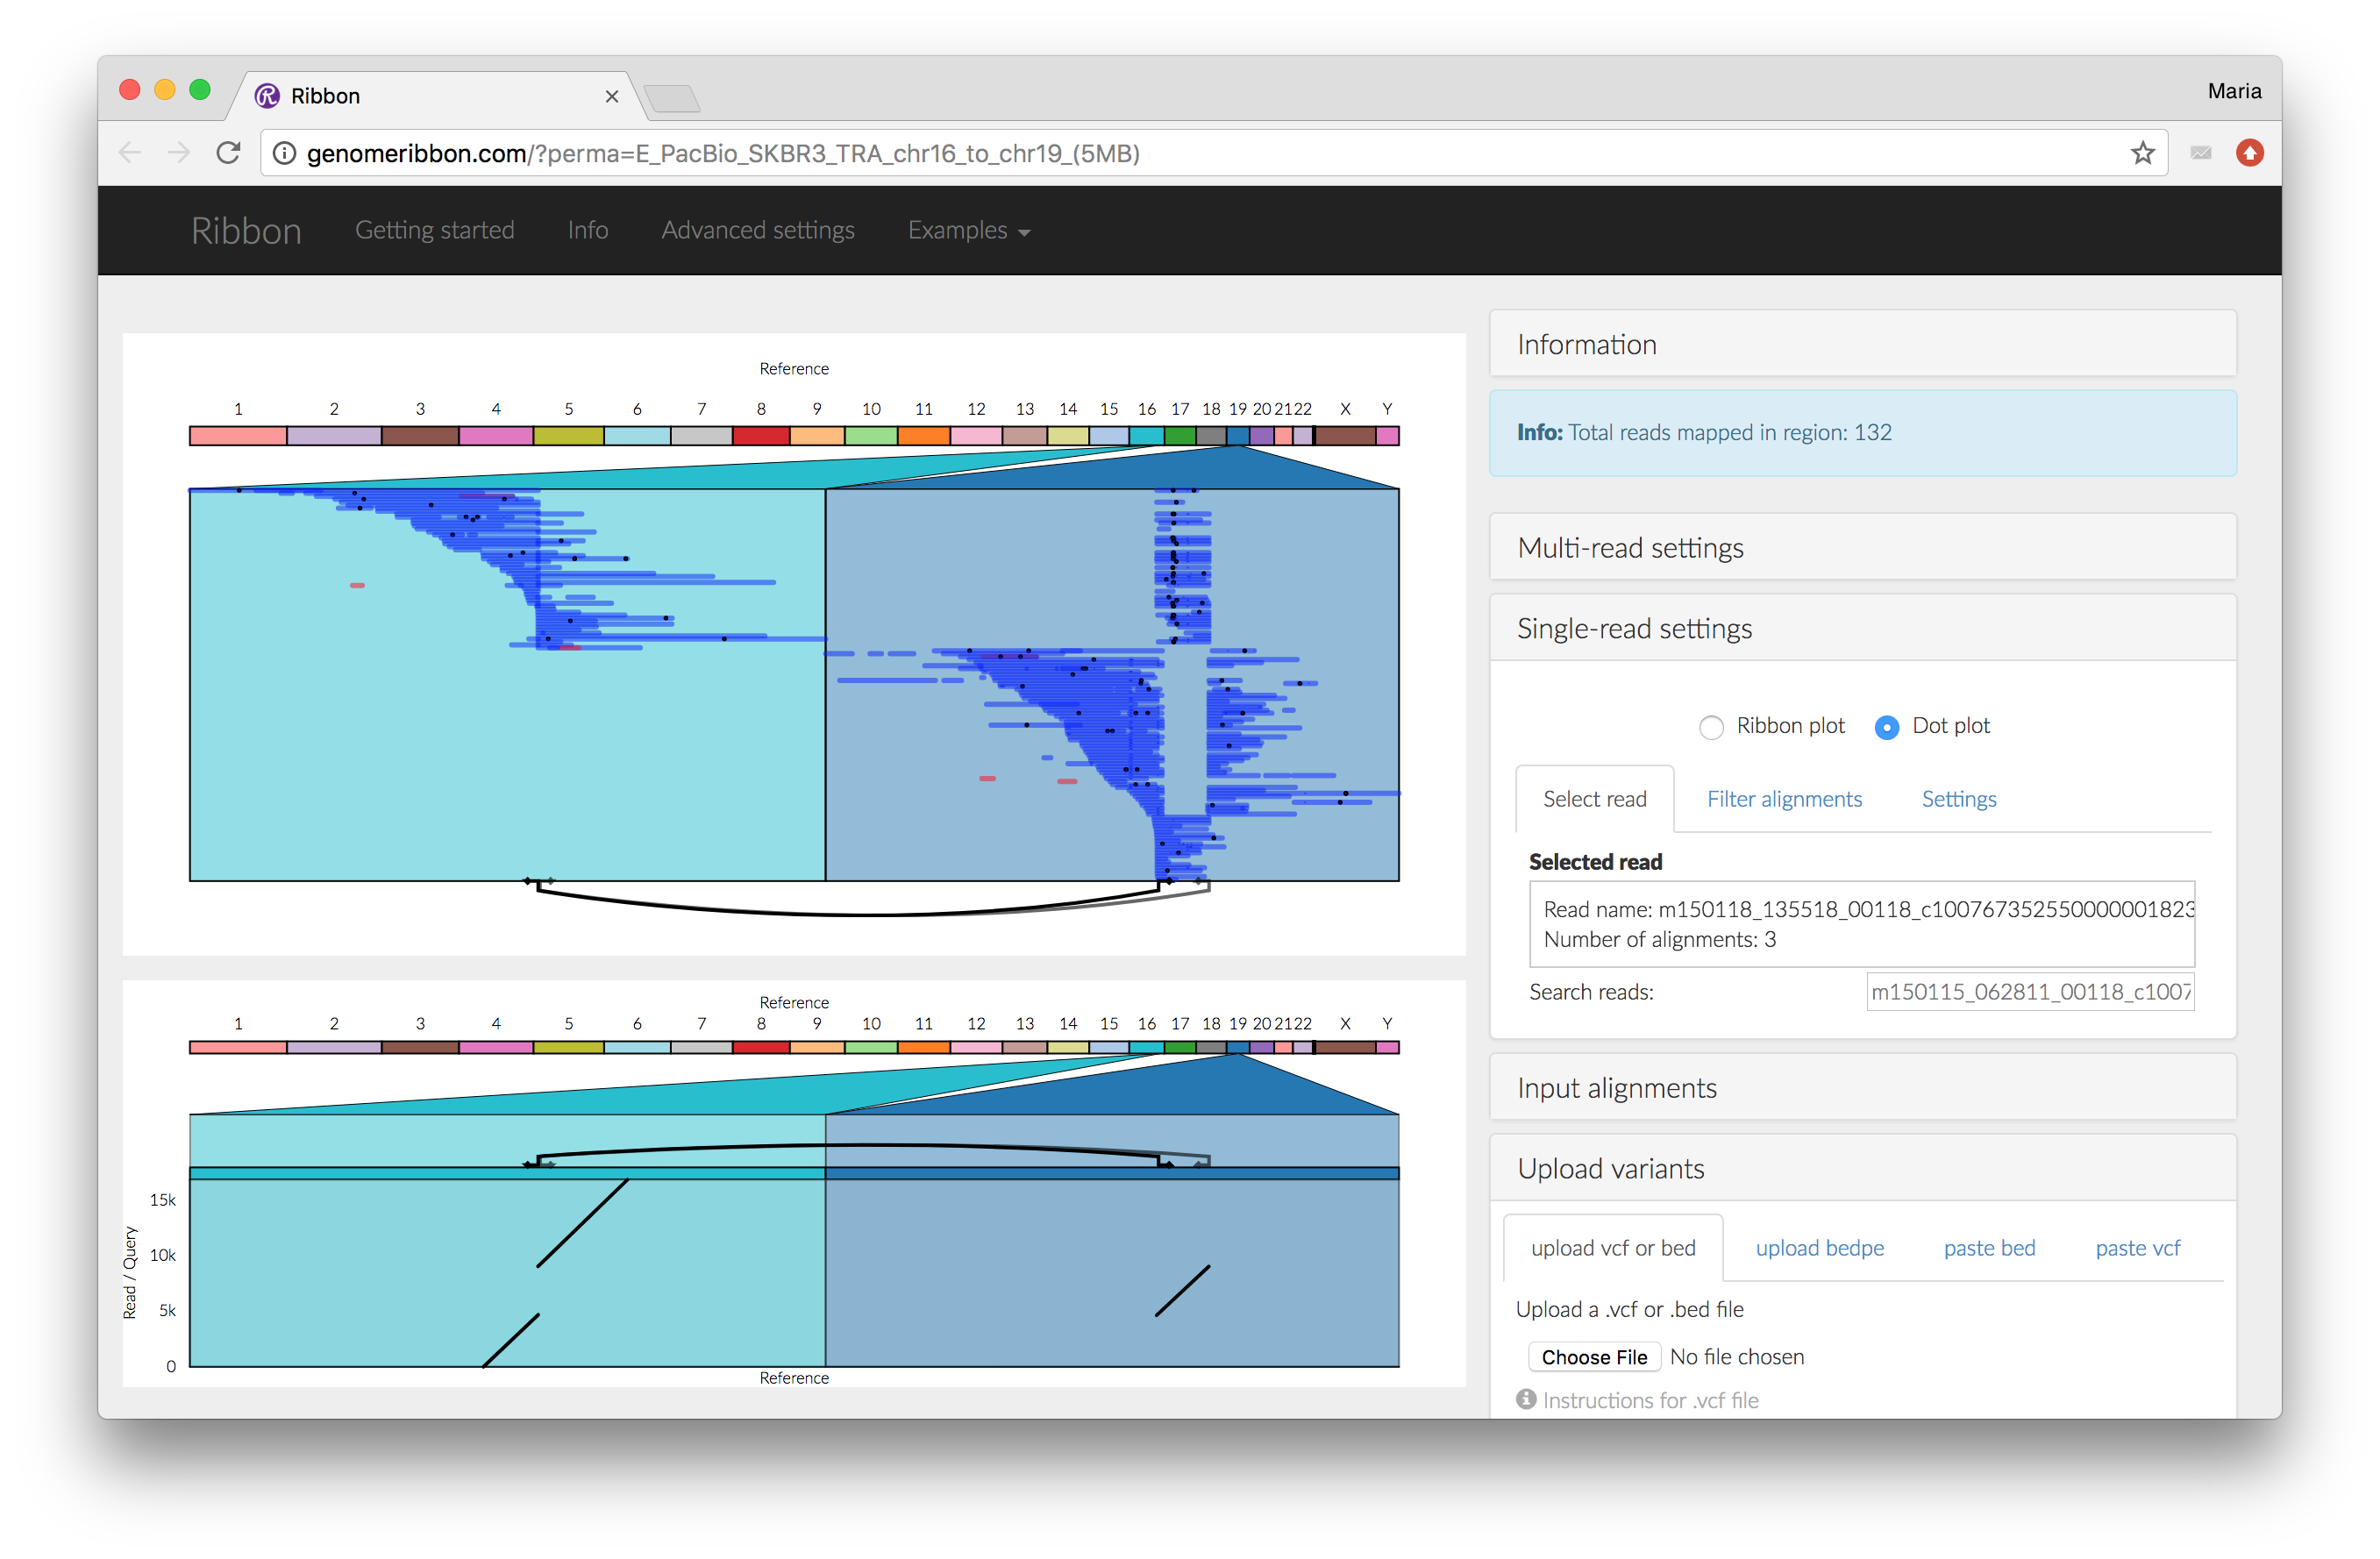 Ribbon
Maria
genomeribbon.com/?perma=E_PacBio_SKBR3_TRA_chr16_to_chr19_(5MB)
Ribbon Getting started Info Advanced settings Examples
Reference
1 2 3 4 5 6 7 8 9 10 11 12 13 14 15 16 17 18 19 20 21 22 X Y
Reference
1 2 3 4 5 6 7 8 9 10 11 12 13 14 15 16 17 18 19 20 21 22 X Y
15k
10k
5k
0
Read / Query
Reference
Information
Info: Total reads mapped in region: 132
Multi-read settings
Single-read settings
Ribbon plot Dot plot
Select read Filter alignments Settings
Selected read
Read name: m150118_135518_00118_c1007673525500000001823
Number of alignments: 3
Search reads: m150115_062811_00118_c1007
Input alignments
Upload variants
upload vcf or bed upload bedpe paste bed paste vcf
Upload a .vcf or .bed file
Choose File No file chosen
Instructions for .vcf file